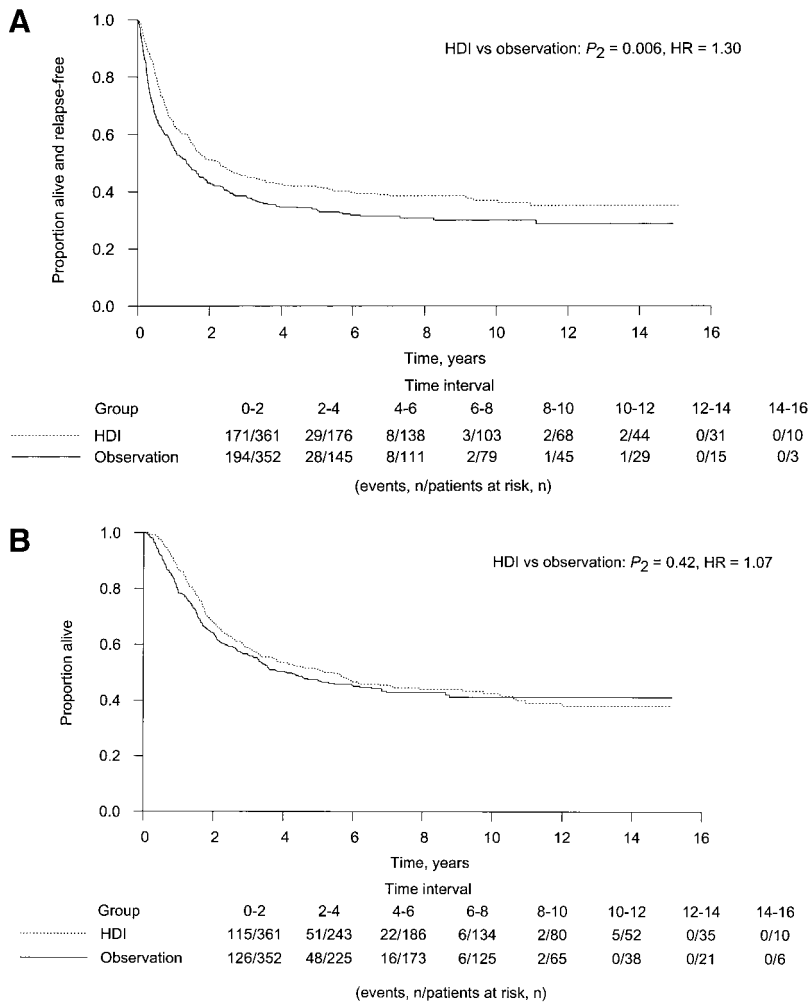 A
HDI vs observation: P2 = 0.006, HR = 1.30
Proportion alive and relapse-free
1.0
0.8
0.6
0.4
0.2
0.0
0 2 4 6 8 10 12 14 16
Time, years
Time interval
Group 0-2 2-4 4-6 6-8 8-10 10-12 12-14 14-16
HDI 171/361 29/176 8/138 3/103 2/68 2/44 0/31 0/10
Observation 194/352 28/145 8/111 2/79 1/45 1/29 0/15 0/3
(events, n/patients at risk, n)
B
HDI vs observation: P2 = 0.42, HR = 1.07
Proportion alive
1.0
0.8
0.6
0.4
0.2
0.0
0 2 4 6 8 10 12 14 16
Time, years
Time interval
Group 0-2 2-4 4-6 6-8 8-10 10-12 12-14 14-16
HDI 115/361 51/243 22/186 6/134 2/80 5/52 0/35 0/10
Observation 126/352 48/225 16/173 6/125 2/65 0/38 0/21 0/6
(events, n/patients at risk, n)